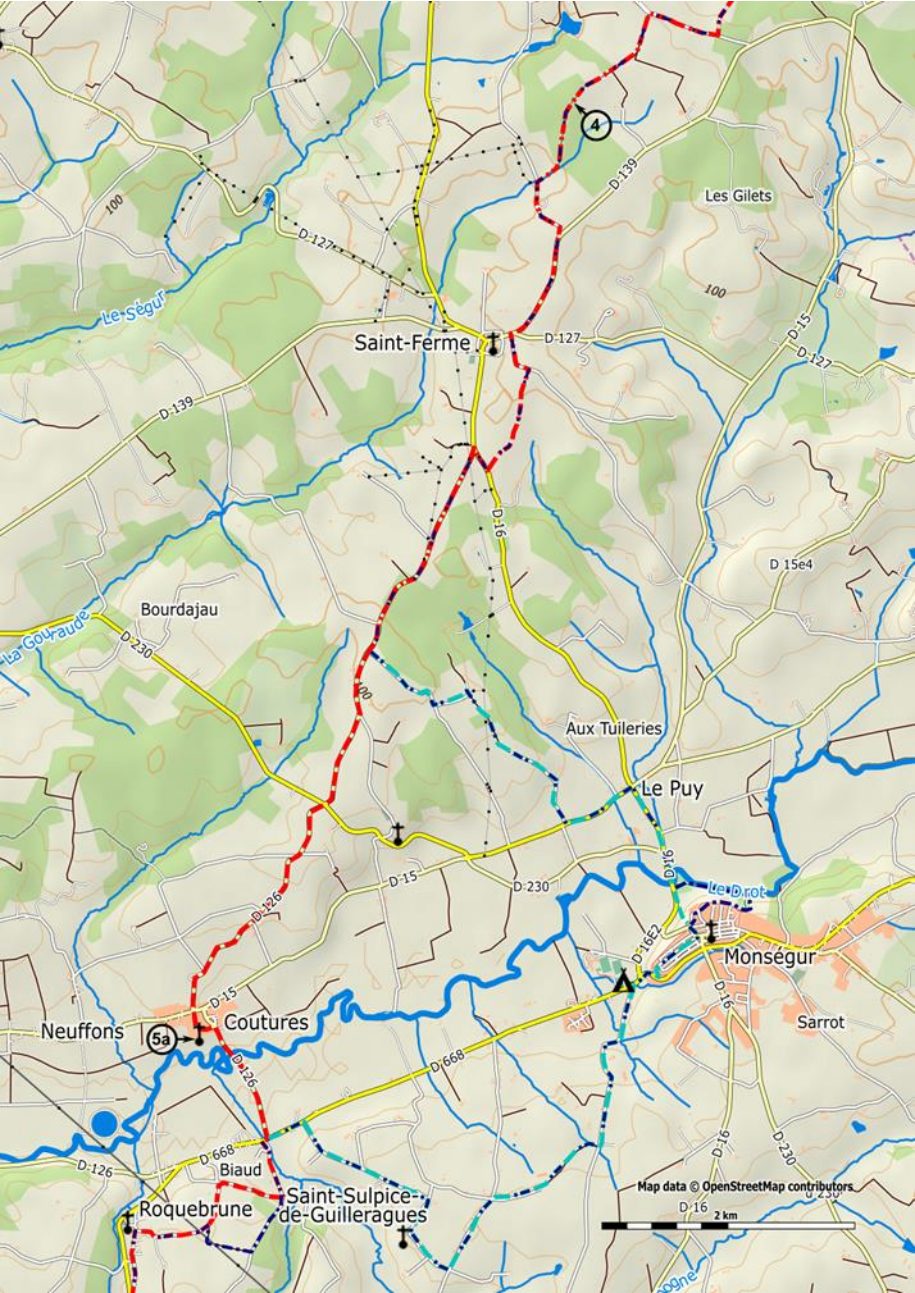 4
D-139
Les Gilets
100
D-127
100
Le Ségur
D-15
Saint-Ferme
D-127
D-127
D-139
D-16
D 15e4
Bourdajau
La Gouraude
D-230
100
Aux Tuileries
Le Puy
D-16
D-15
D-230
Le Drot
D-126
D-16E2
Monségur
D-15
Coutures
Neuffons
5a
D-16
Sarrot
D-126
D-668
D-126
D 668
Biaud
D-16
D-230
Map data © OpenStreetMap contributors
Roquebrune
Saint-Sulpice-
de-Guilleragues
D-16
2 km